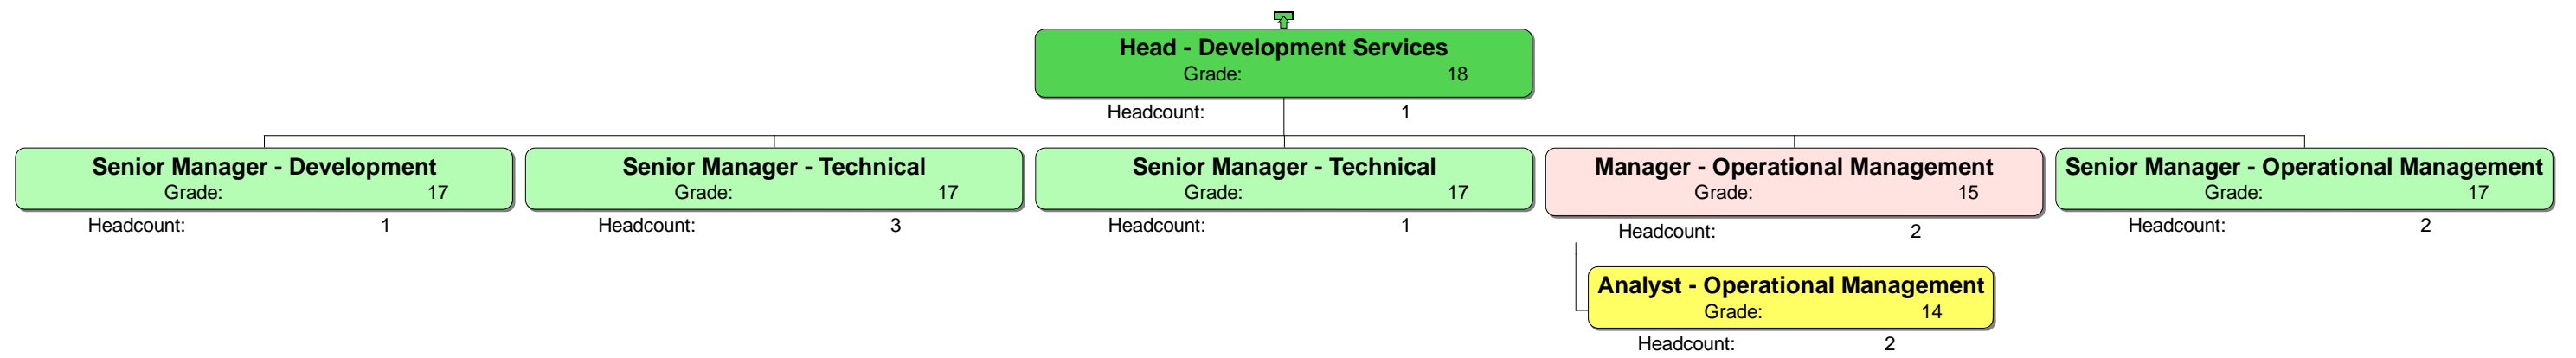 Head - Development Services
Grade: 18
Headcount: 1
Senior Manager - Development
Grade: 17
Headcount: 1
Senior Manager - Technical
Grade: 17
Headcount: 3
Senior Manager - Technical
Grade: 17
Headcount: 1
Manager - Operational Management
Grade: 15
Headcount: 2
Analyst - Operational Management
Grade: 14
Headcount: 2
Senior Manager - Operational Management
Grade: 17
Headcount: 2